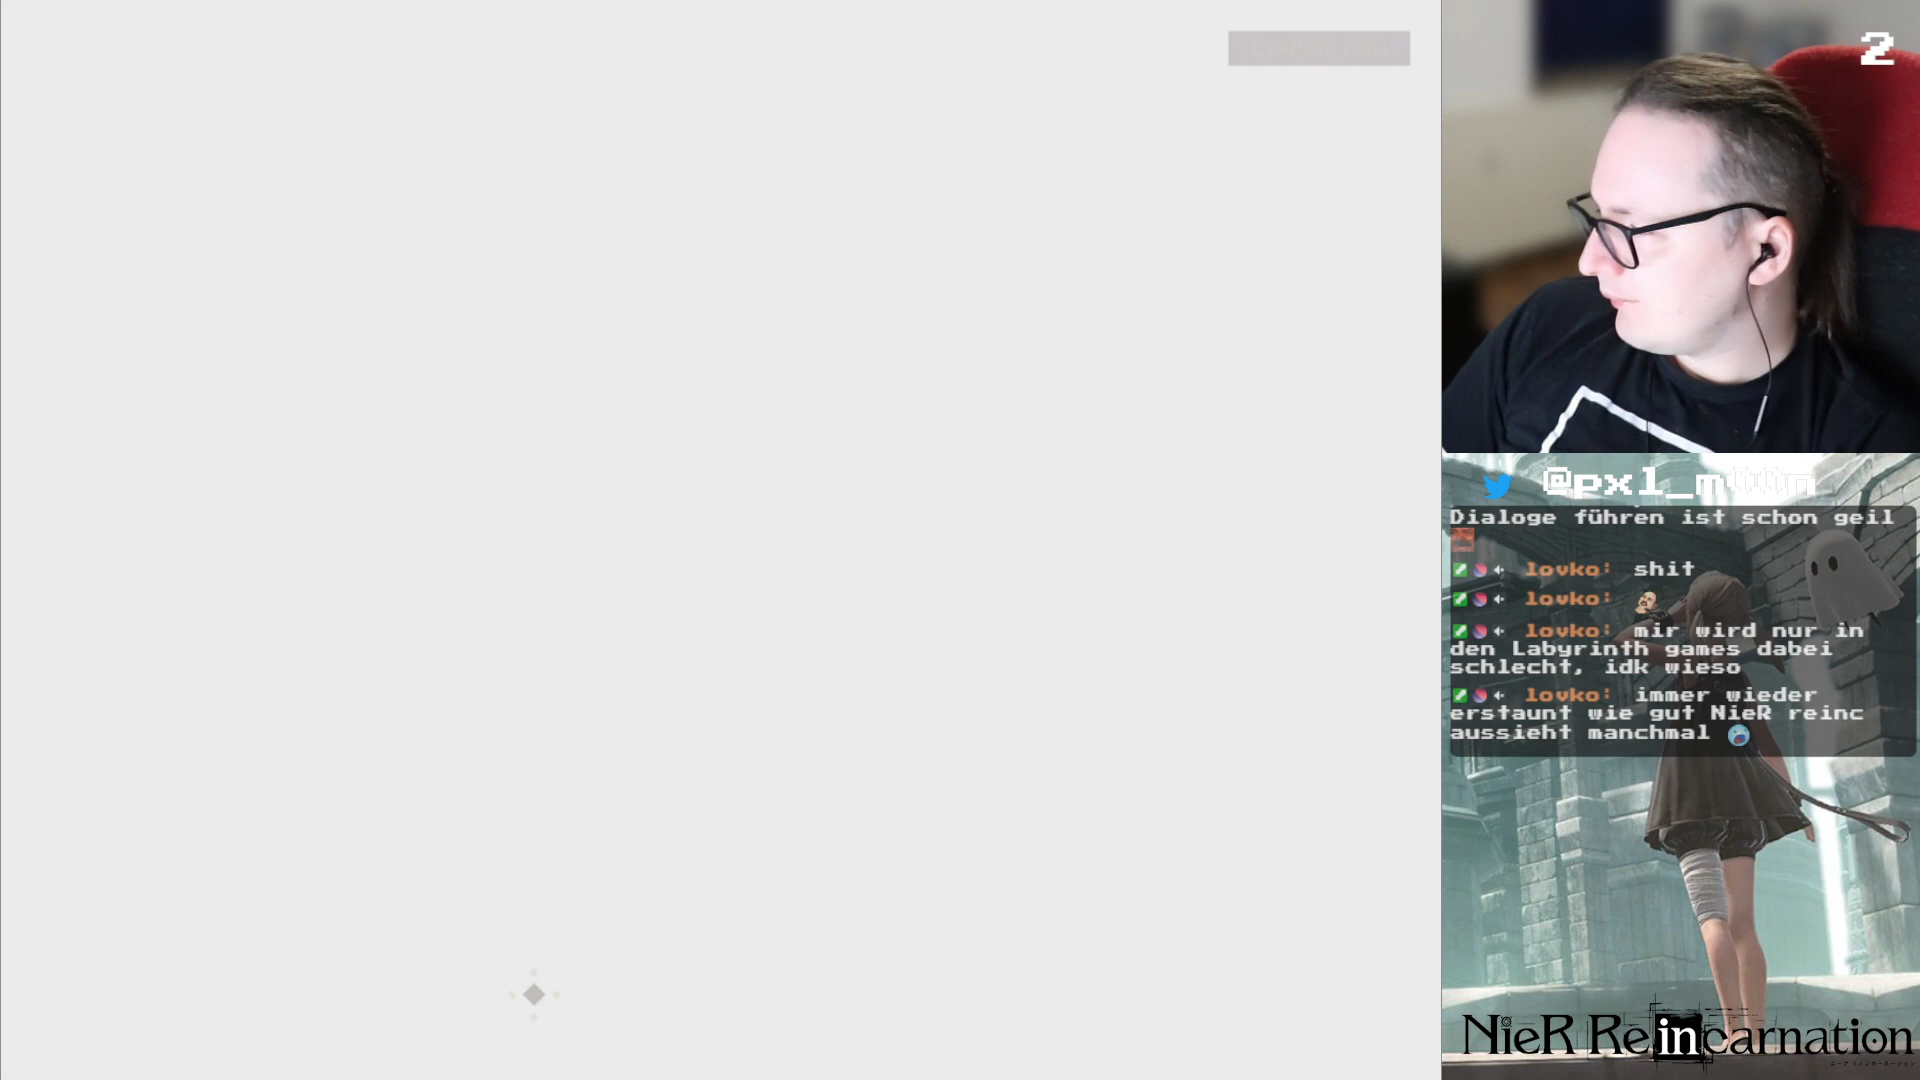 2
@pxl_m00n
Dialoge führen ist schon geil
lovko: shit
lovko:
lovko: mir wird nur in
den Labyrinth games dabei
schlecht, idk wieso
lovko: immer wieder
erstaunt wie gut NieR reinc
aussieht manchmal
NieR Reincarnation